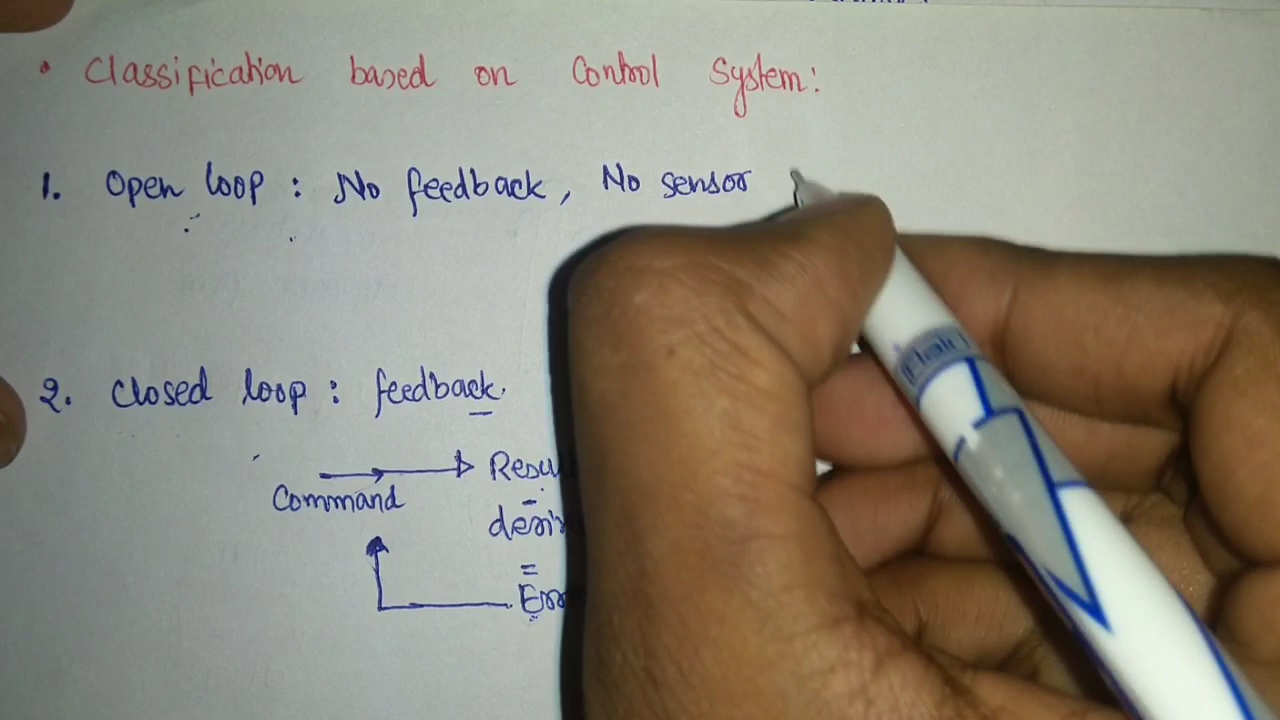 • Classification based on Control System:
1. Open loop : No feedback, No sensor
2. Closed loop : feedback.
Command